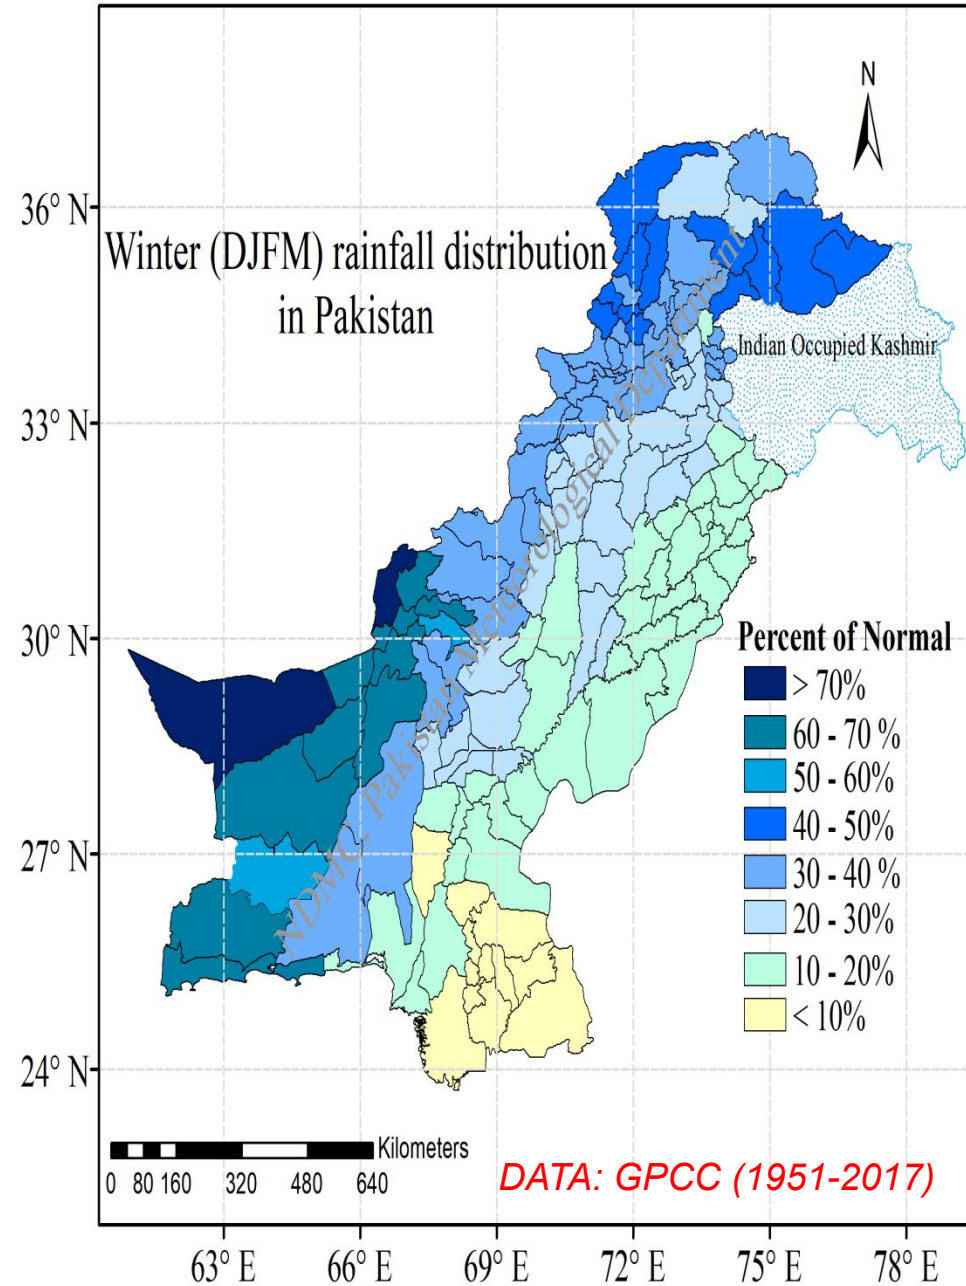 N
36° N
Winter (DJFM) rainfall distribution
in Pakistan
Indian Occupied Kashmir
33° N
NDMC, Pakistan Meteorological Department
30° N
Percent of Normal
> 70%
60 - 70 %
50 - 60%
40 - 50%
30 - 40 %
20 - 30%
10 - 20%
< 10%
27° N
24° N
Kilometers
0 80 160 320 480 640
DATA: GPCC (1951-2017)
63° E 66° E 69° E 72° E 75° E 78° E